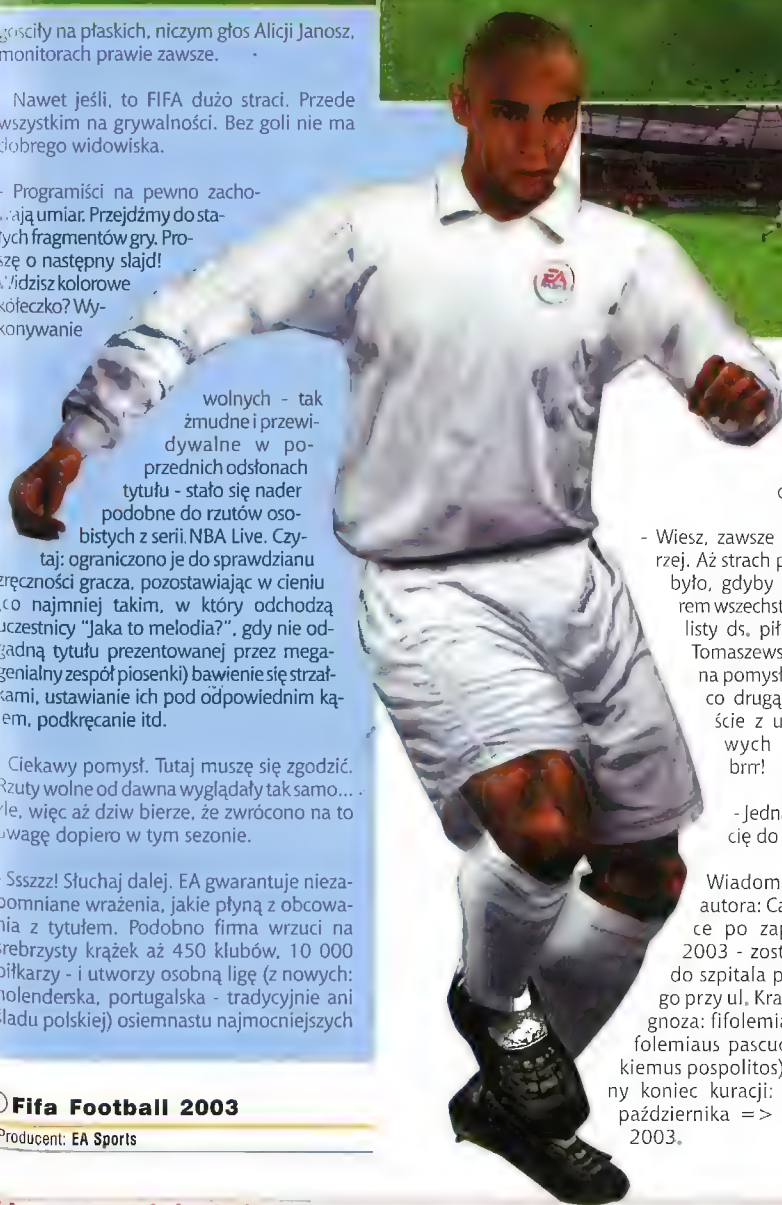 gościły na płaskich, niczym głos Alicji Janosz,
monitorach prawie zawsze.
Nawet jeśli, to FIFA dużo straci. Przede
wszystkim na grywalności. Bez goli nie ma
dobrego widowiska.
- Programiści na pewno zacho-
wają umiar. Przejdźmy do sta-
łych fragmentów gry. Pro-
szę o następny slajd!
Widzisz kolorowe
kółeczko? Wy-
konywanie
wolnych - tak
żmudne i przewi-
dywalne w po-
przednich odsłonach
tytułu - stało się nader
podobne do rzutów oso-
bistych z serii NBA Live. Czy-
taj: ograniczono je do sprawdzianu
zręczności gracza, pozostawiając w cieniu
(co najmniej takim, w który odchodzą
uczestnicy "Jaka to melodia?", gdy nie od-
gadną tytułu prezentowanej przez mega-
genialny zespół piosenki) bawienie się strzał-
kami, ustawianie ich pod odpowiednim ką-
tem, podkręcanie itd.
Ciekawy pomysł. Tutaj muszę się zgodzić.
Rzuty wolne od dawna wyglądały tak samo...
źle, więc aż dziw bierze, że zwrócono na to
uwagę dopiero w tym sezonie.
- Ssszzz! Słuchaj dalej. EA gwarantuje nieza-
pomniane wrażenia, jakie płyną z obcowa-
nia z tytułem. Podobno firma wrzuci na
srebrzysty krążek aż 450 klubów, 10 000
piłkarzy - i utworzy osobną ligę (z nowych:
holenderska, portugalska - tradycyjnie ani
śladu polskiej) osiemnastu najmocniejszych
Fifa Football 2003
Producent: EA Sports
EA
- Wiesz, zawsze
rzej. Aż strach p
było, gdyby
rem wszechst
listy ds. pił
Tomaszews
na pomysł
co drugą
ście z u
wych
brrr!
- Jedna
cię do
Wiadom
autora: Ca
ce po zap
2003 - zost
do szpitala p
go przy ul. Kra
gnoza: fifolemia
folemiaus pascuo
kiemus pospolitos)
ny koniec kuracji:
października =>
2003.